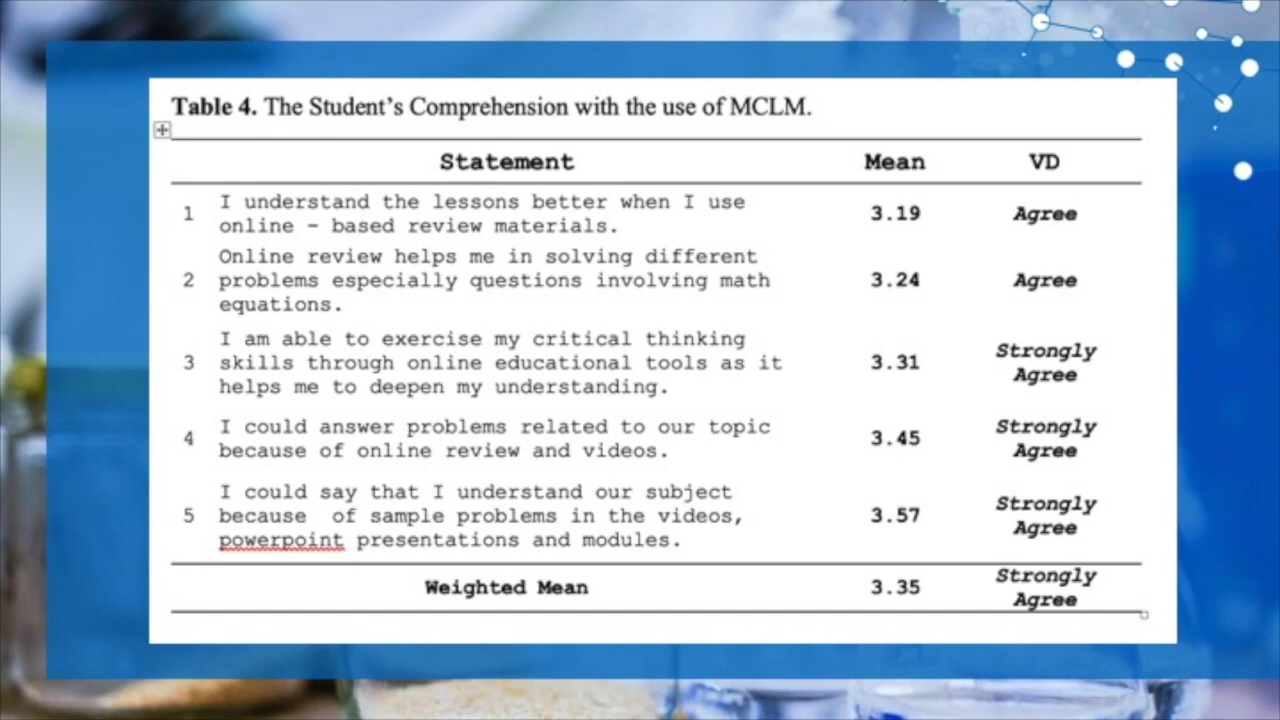 Table 4. The Student's Comprehension with the use of MCLM.
Statement Mean VD
1 I understand the lessons better when I use
online - based review materials. 3.19 Agree
2 Online review helps me in solving different
problems especially questions involving math
equations. 3.24 Agree
3 I am able to exercise my critical thinking
skills through online educational tools as it
helps me to deepen my understanding. 3.31 Strongly
Agree
4 I could answer problems related to our topic
because of online review and videos. 3.45 Strongly
Agree
5 I could say that I understand our subject
because of sample problems in the videos,
powerpoint presentations and modules. 3.57 Strongly
Agree
Weighted Mean 3.35 Strongly
Agree